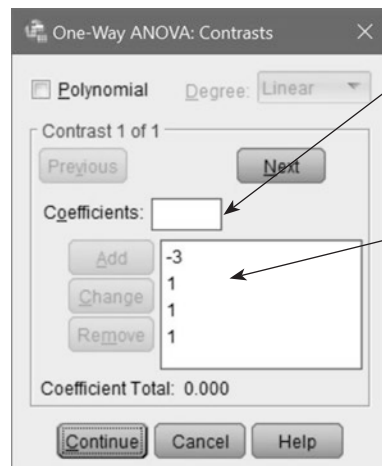 One-Way ANOVA: Contrasts
Polynomial Degree: Linear
Contrast 1 of 1
Previous Next
Coefficients:
Add
Change
Remove
-3
1
1
1
Coefficient Total: 0.000
Continue Cancel Help